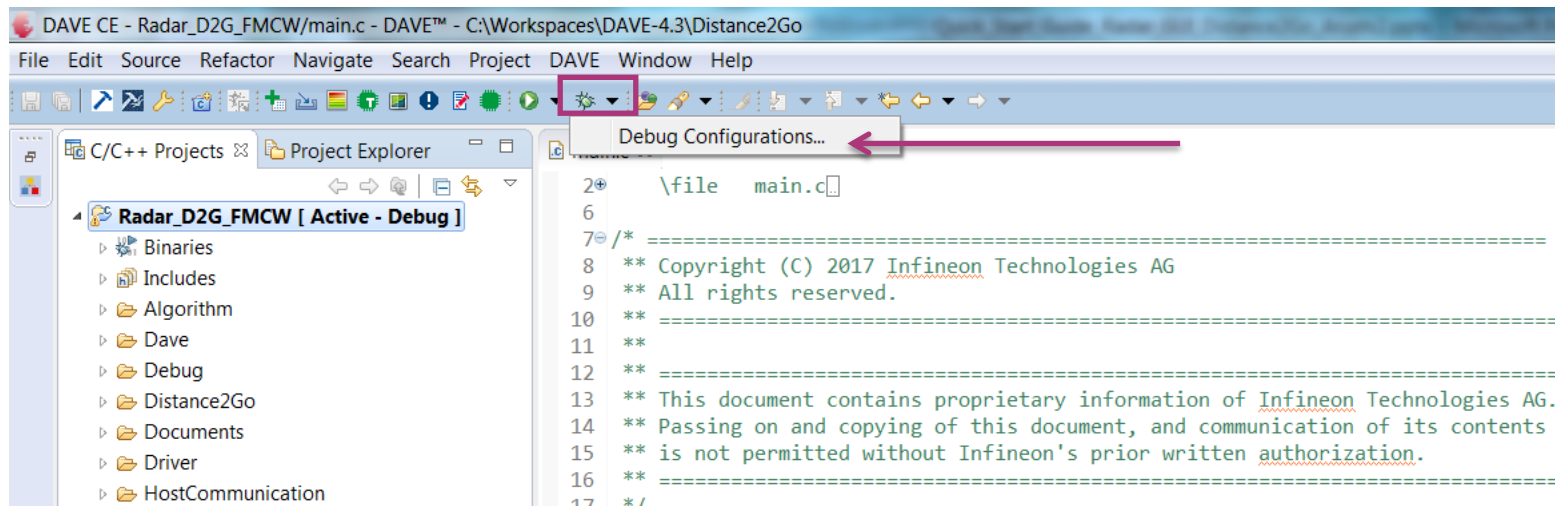 DAVE CE - Radar_D2G_FMCW/main.c - DAVE™ - C:\Workspaces\DAVE-4.3\Distance2Go
File Edit Source Refactor Navigate Search Project DAVE Window Help
Debug Configurations...
C/C++ Projects
Project Explorer
Radar_D2G_FMCW [ Active - Debug ]
Binaries
Includes
Algorithm
Dave
Debug
Distance2Go
Documents
Driver
HostCommunication
2 \file main.c
6
7 /* ===========================================================================
8 ** Copyright (C) 2017 Infineon Technologies AG
9 ** All rights reserved.
10 ** ===========================================================================
11 **
12 ** ===========================================================================
13 ** This document contains proprietary information of Infineon Technologies AG.
14 ** Passing on and copying of this document, and communication of its contents
15 ** is not permitted without Infineon's prior written authorization.
16 ** ===========================================================================
17 */